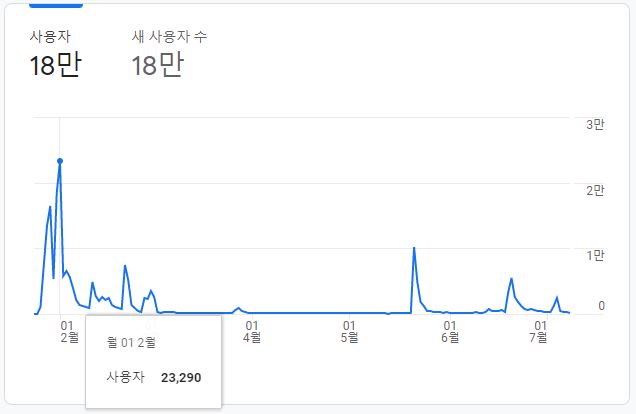 사용자
새 사용자 수
18만
18만
3만
2만
1만
0
01
2월
01
4월
01
5월
01
6월
01
7월
월 01 2월
사용자 23,290